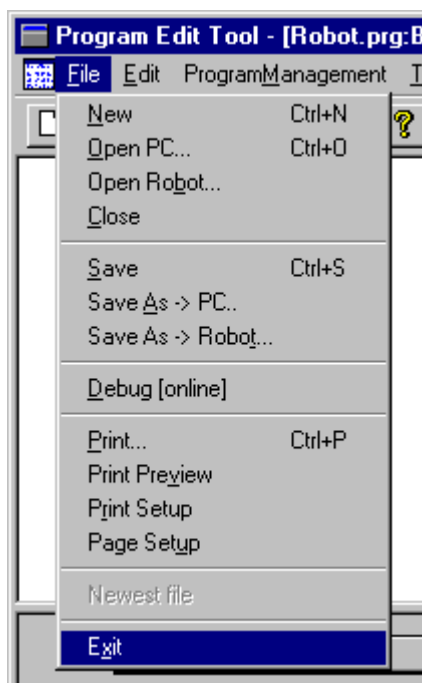 Program Edit Tool - [Robot.prg:B
File Edit ProgramManagement T
New Ctrl+N
Open PC... Ctrl+O
Open Robot...
Close
Save Ctrl+S
Save As -> PC..
Save As -> Robot...
Debug [online]
Print... Ctrl+P
Print Preview
Print Setup
Page Setup
Newest file
Exit